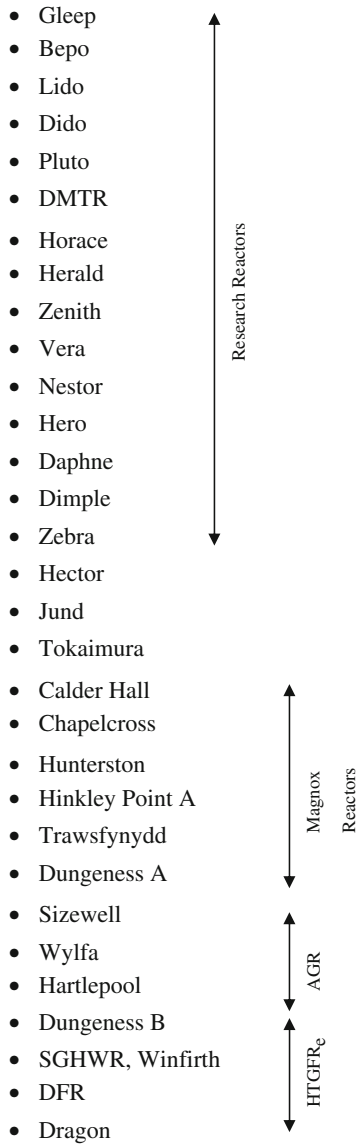 • Gleep
• Bepo
• Lido
• Dido
• Pluto
• DMTR
• Horace
• Herald
• Zenith
• Vera
• Nestor
• Hero
• Daphne
• Dimple
• Zebra
• Hector
• Jund
• Tokaimura
• Calder Hall
• Chapelcross
• Hunterston
• Hinkley Point A
• Trawsfynydd
• Dungeness A
• Sizewell
• Wylfa
• Hartlepool
• Dungeness B
• SGHWR, Winfirth
• DFR
• Dragon
Research Reactors
Magnox
Reactors
AGR
HTGFRe